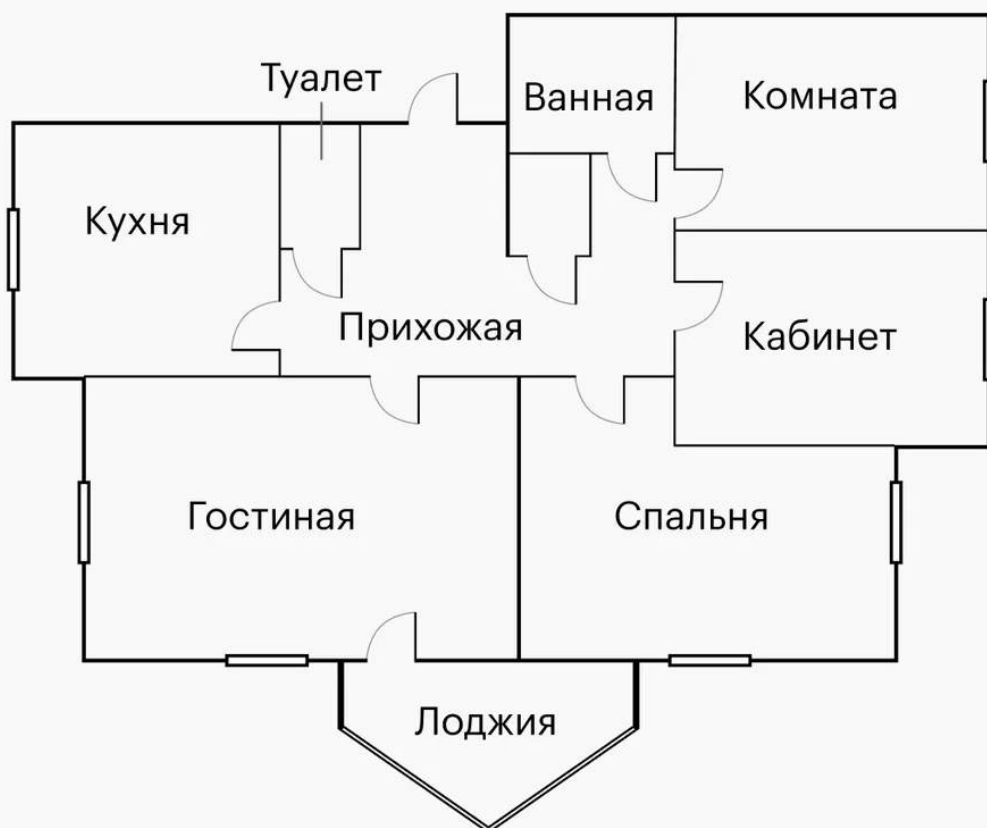 Туалет
Ванная
Комната
Кухня
Прихожая
Кабинет
Гостиная
Спальня
Лоджия